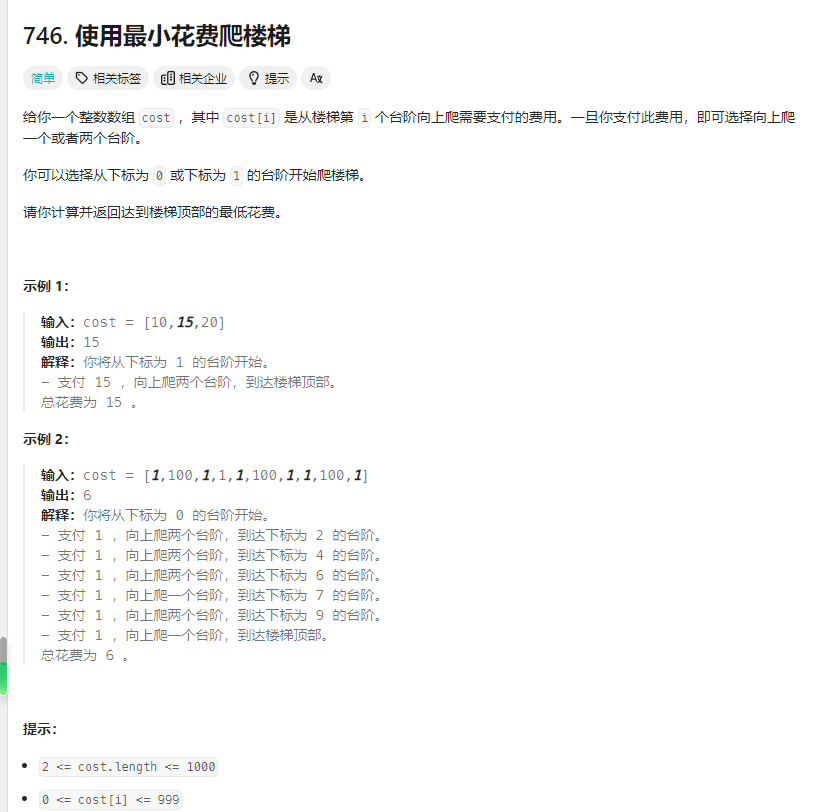 746. 使用最小花费爬楼梯
简单 相关标签 相关企业 提示 Aあ
给你一个整数数组 cost ，其中 cost[i] 是从楼梯第 i 个台阶向上爬需要支付的费用。一旦你支付此费用，即可选择向上爬
一个或者两个台阶。
你可以选择从下标为 0 或下标为 1 的台阶开始爬楼梯。
请你计算并返回达到楼梯顶部的最低花费。
示例 1：
输入：cost = [10,15,20]
输出：15
解释：你将从下标为 1 的台阶开始。
- 支付 15 ，向上爬两个台阶，到达楼梯顶部。
总花费为 15 。
示例 2：
输入：cost = [1,100,1,1,1,100,1,1,100,1]
输出：6
解释：你将从下标为 0 的台阶开始。
- 支付 1 ，向上爬两个台阶，到达下标为 2 的台阶。
- 支付 1 ，向上爬两个台阶，到达下标为 4 的台阶。
- 支付 1 ，向上爬两个台阶，到达下标为 6 的台阶。
- 支付 1 ，向上爬一个台阶，到达下标为 7 的台阶。
- 支付 1 ，向上爬两个台阶，到达下标为 9 的台阶。
- 支付 1 ，向上爬一个台阶，到达楼梯顶部。
总花费为 6 。
提示：
• 2 <= cost.length <= 1000
• 0 <= cost[i] <= 999